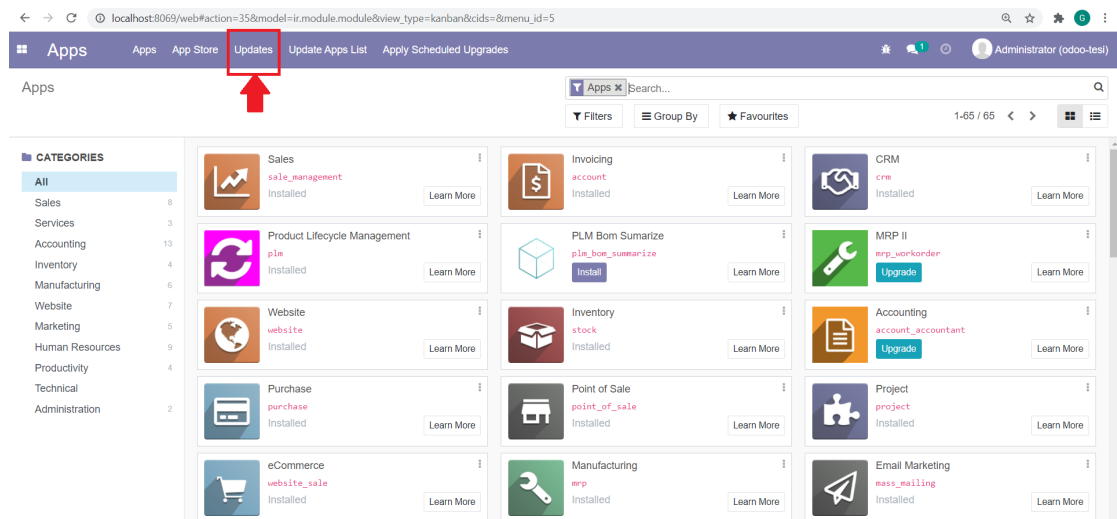 localhost:8069/web#action=35&model=ir.module.module&view_type=kanban&cids=&menu_id=5
G
Apps Apps App Store Updates Update Apps List Apply Scheduled Upgrades 1 Administrator (odoo-tesi)
Apps
Apps Search...
Filters Group By Favourites 1-65 / 65
CATEGORIES
All
Sales 8
Services 3
Accounting 13
Inventory 4
Manufacturing 6
Website 7
Marketing 5
Human Resources 9
Productivity 4
Technical
Administration 2
Sales
sale_management
Installed Learn More
Invoicing
account
Installed Learn More
CRM
crm
Installed Learn More
Product Lifecycle Management
plm
Installed Learn More
PLM Bom Sumarize
plm_bom_summarize
Install Learn More
MRP II
mrp_workorder
Upgrade Learn More
Website
website
Installed Learn More
Inventory
stock
Installed Learn More
Accounting
account_accountant
Upgrade Learn More
Purchase
purchase
Installed Learn More
Point of Sale
point_of_sale
Installed Learn More
Project
project
Installed Learn More
eCommerce
website_sale
Installed Learn More
Manufacturing
mrp
Installed Learn More
Email Marketing
mass_mailing
Installed Learn More